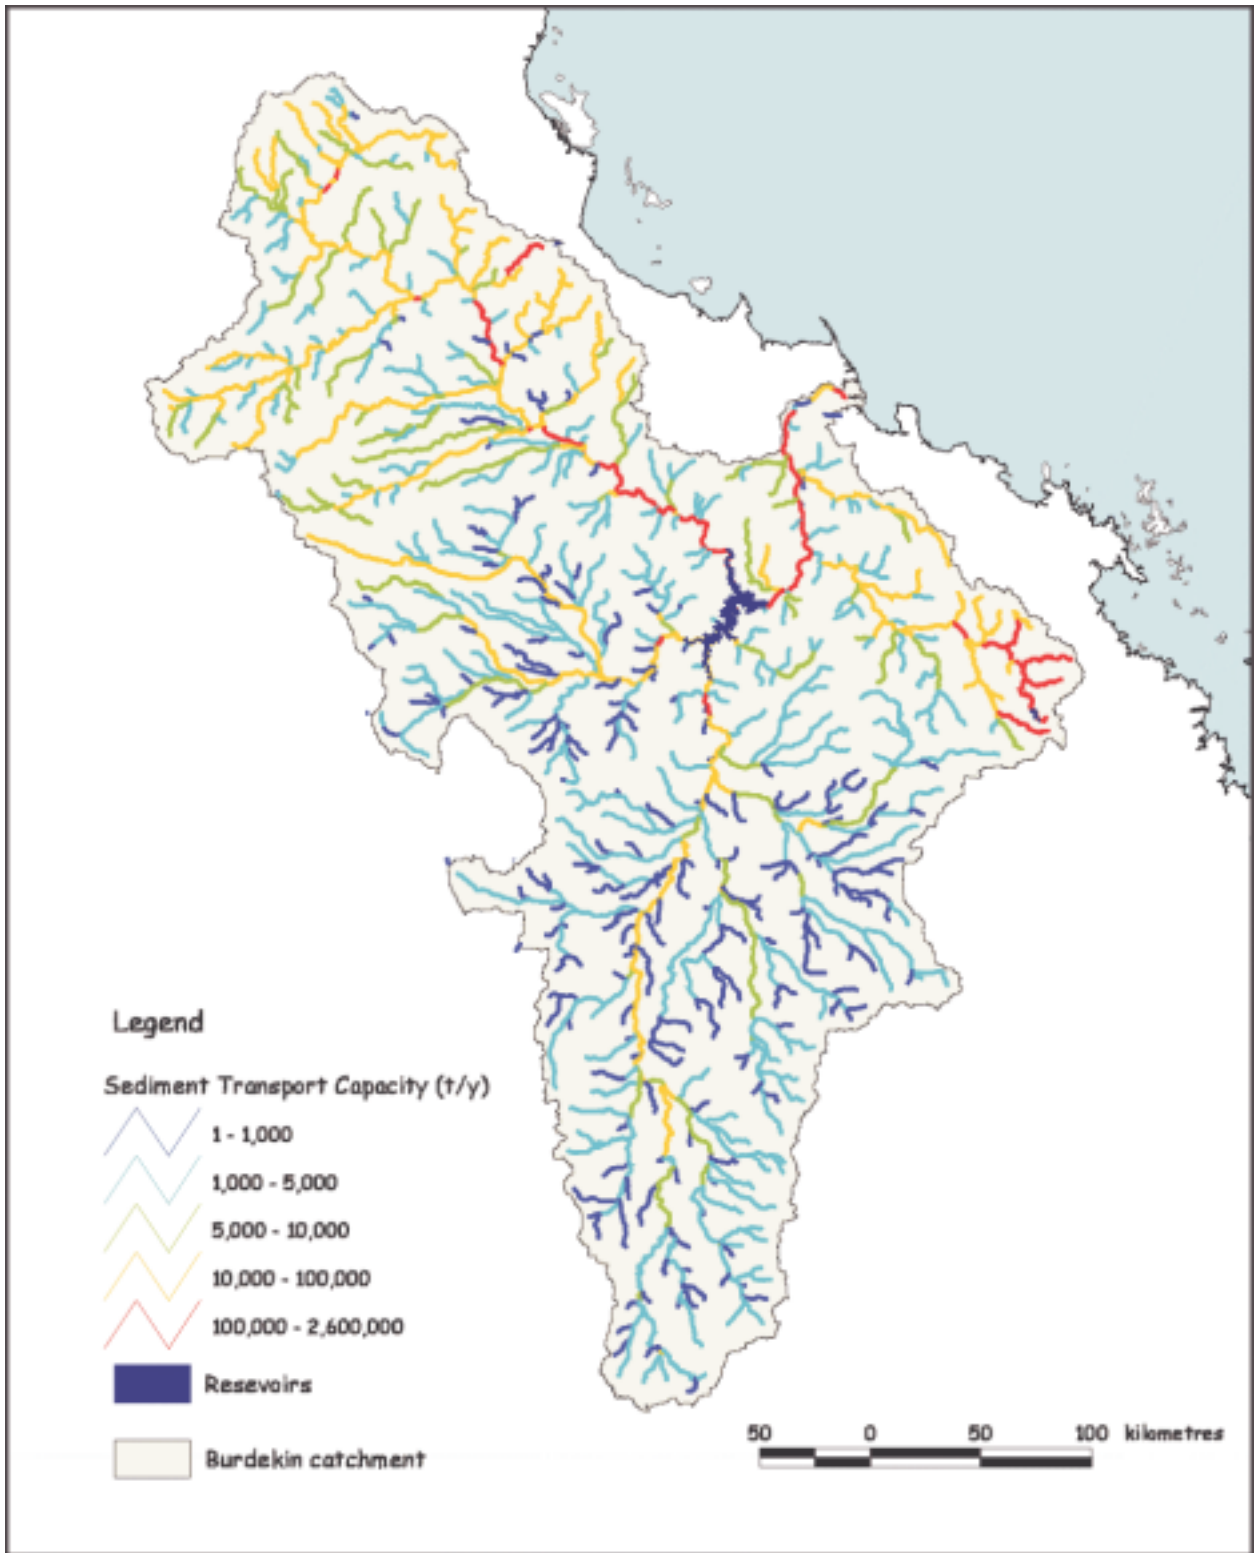 Legend
Sediment Transport Capacity (t/y)
1 - 1,000
1,000 - 5,000
5,000 - 10,000
10,000 - 100,000
100,000 - 2,600,000
Resevoirs
Burdekin catchment
50 0 50 100 kilometres